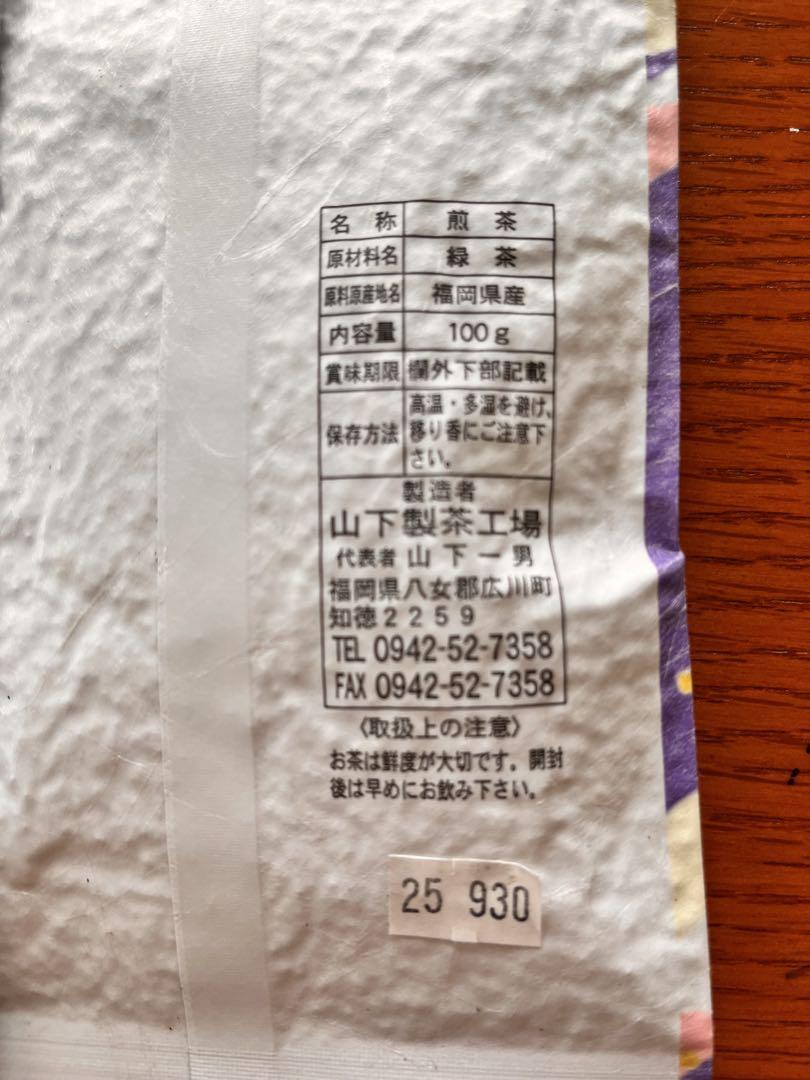 名 称 煎 茶
原材料名 緑 茶
原料原産地名 福岡県産
内容量 100g
賞味期限 欄外下部記載
保存方法 高温・多湿を避け、
移り香にご注意下
さい。
製造者
山下製茶工場
代表者 山下一男
福岡県八女郡広川町
知徳2259
TEL 0942-52-7358
FAX 0942-52-7358
〈取扱上の注意〉
お茶は鮮度が大切です。開封
後は早めにお飲み下さい。
25 930